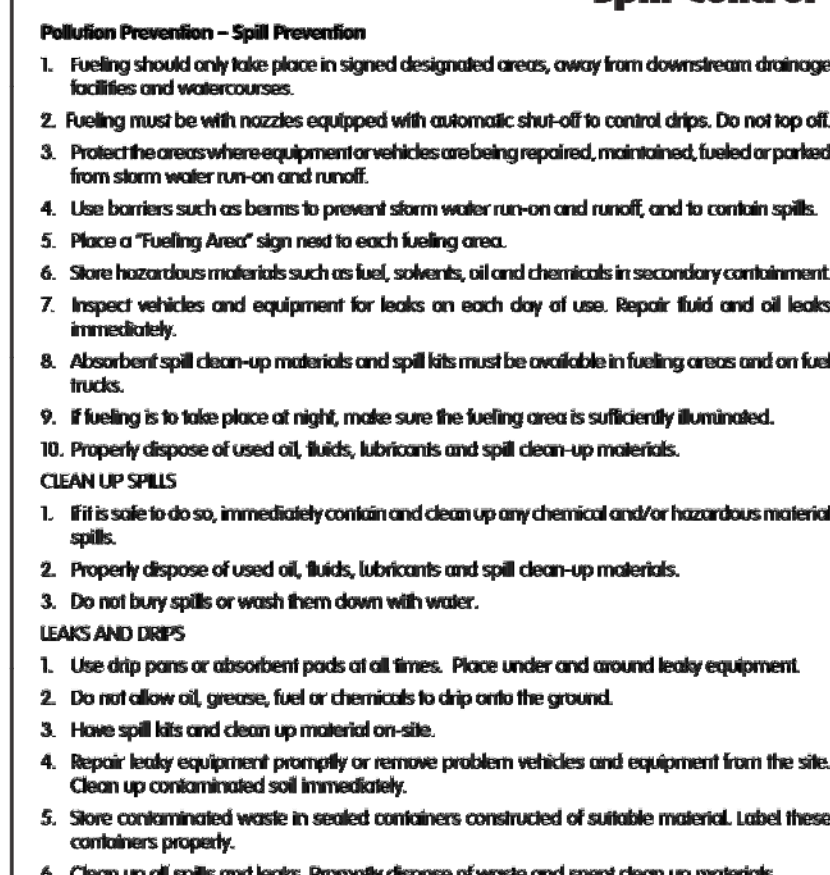 Spill Control
Pollution Prevention – Spill Prevention
1. Fueling should only take place in signed designated areas, away from downstream drainage
facilities and watercourses.
2. Fueling must be with nozzles equipped with automatic shut-off to control drips. Do not top off.
3. Protect the areas where equipment or vehicles are being repaired, maintained, fueled or parked
from storm water run-on and runoff.
4. Use barriers such as berms to prevent storm water run-on and runoff, and to contain spills.
5. Place a "Fueling Area" sign next to each fueling area.
6. Store hazardous materials such as fuel, solvents, oil and chemicals in secondary containment.
7. Inspect vehicles and equipment for leaks on each day of use. Repair fluid and oil leaks
immediately.
8. Absorbent spill clean-up materials and spill kits must be available in fueling areas and on fuel
trucks.
9. If fueling is to take place at night, make sure the fueling area is sufficiently illuminated.
10. Properly dispose of used oil, fluids, lubricants and spill clean-up materials.
CLEAN UP SPILLS
1. If it is safe to do so, immediately contain and clean up any chemical and/or hazardous material
spills.
2. Properly dispose of used oil, fluids, lubricants and spill clean-up materials.
3. Do not bury spills or wash them down with water.
LEAKS AND DRIPS
1. Use drip pans or absorbent pads at all times. Place under and around leaky equipment.
2. Do not allow oil, grease, fuel or chemicals to drip onto the ground.
3. Have spill kits and clean up material on-site.
4. Repair leaky equipment promptly or remove problem vehicles and equipment from the site.
Clean up contaminated soil immediately.
5. Store contaminated waste in sealed containers constructed of suitable material. Label these
containers properly.
6. Clean up all spills and leaks. Promptly dispose of waste and spent clean up materials.